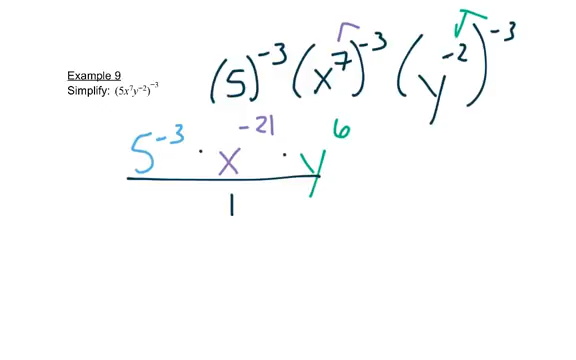 Example 9
Simplify: (5x⁷y⁻²)⁻³
(5)⁻³ (x⁷)⁻³ (y⁻²)⁻³
5⁻³ · x⁻²¹ · y⁶
1